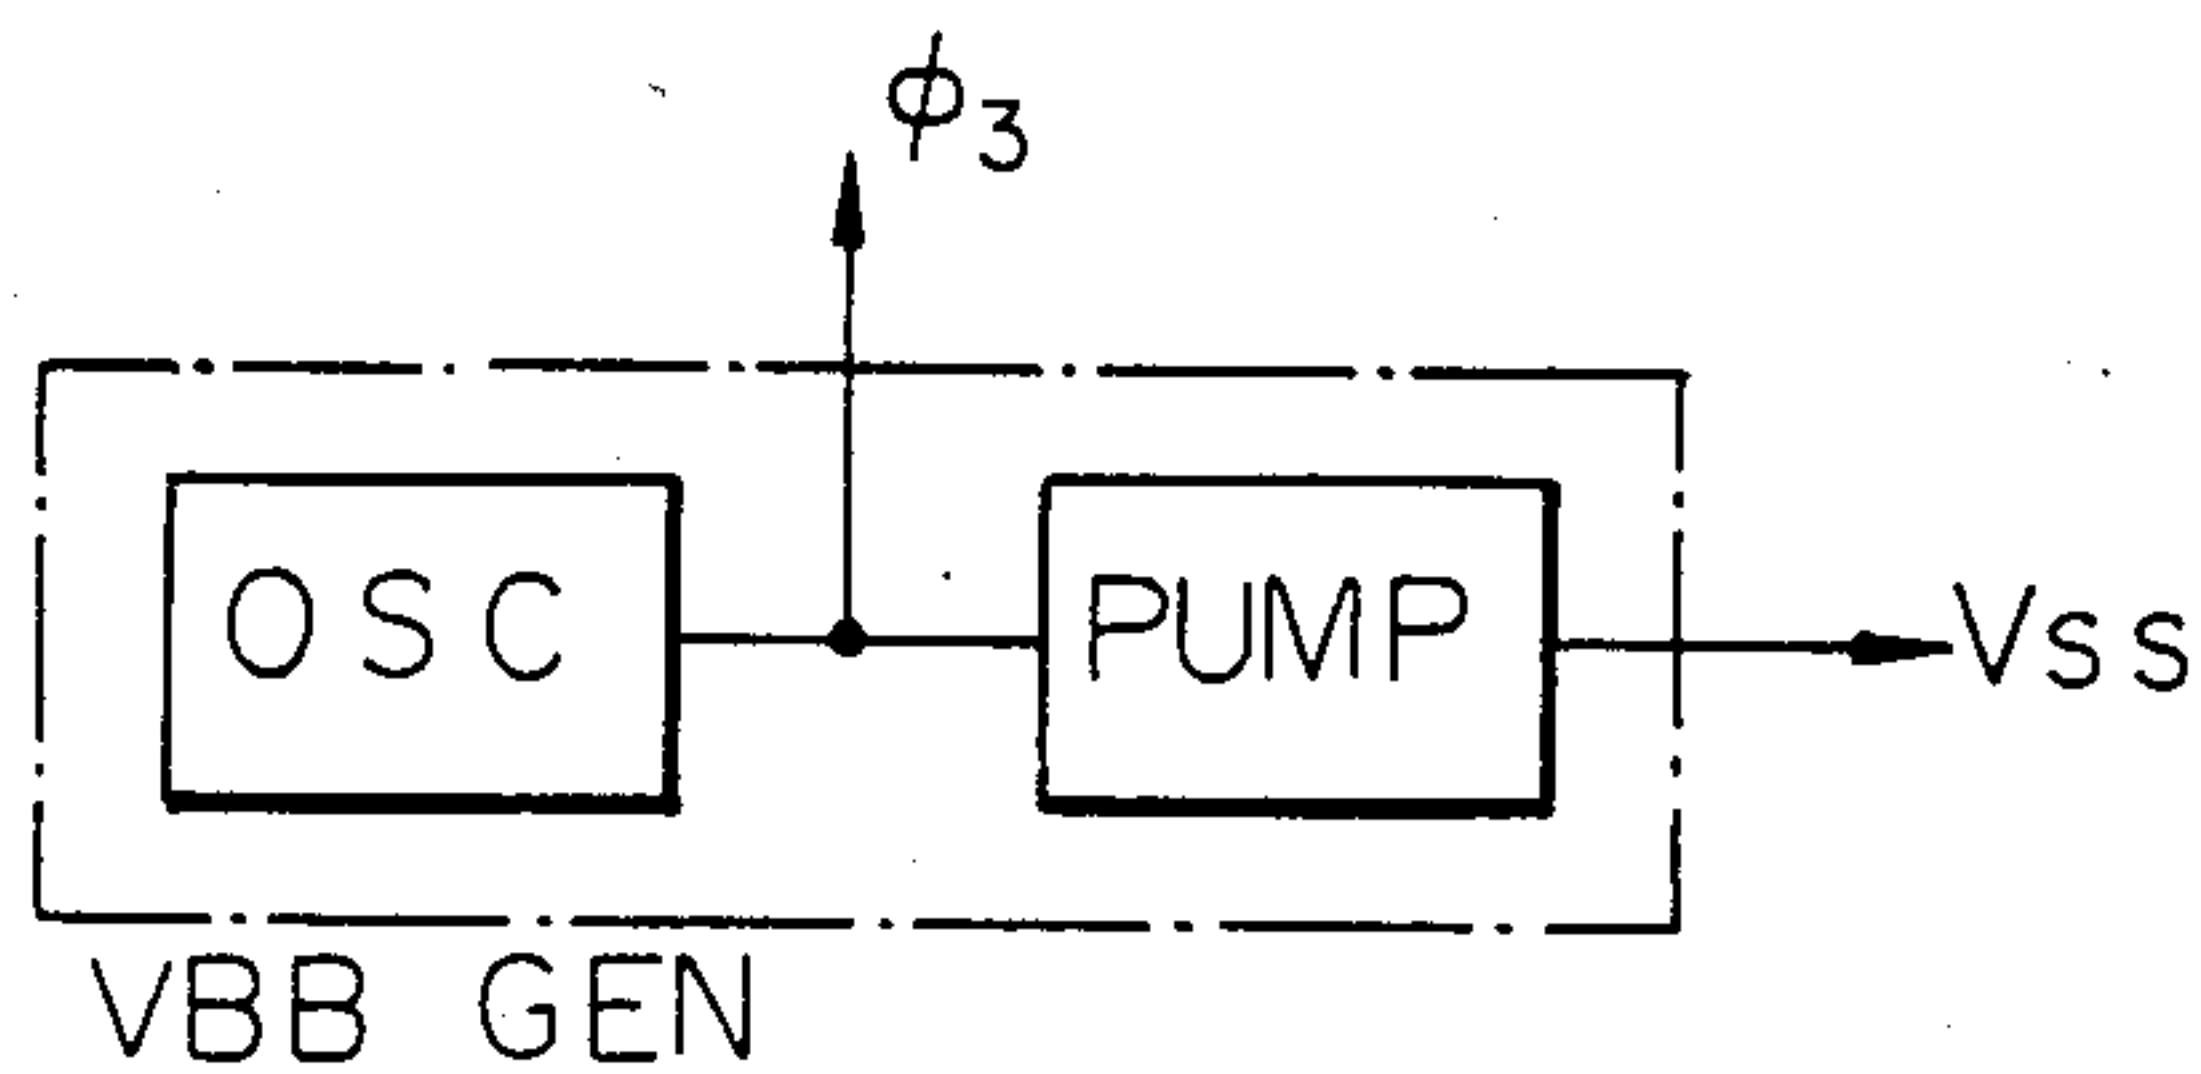 ϕ3
OSC
PUMP
VSS
VBB GEN